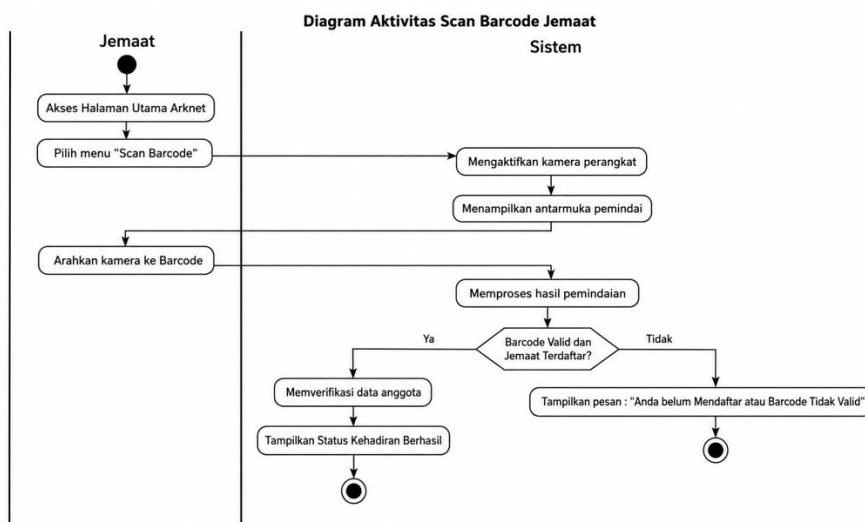 Diagram Aktivitas Scan Barcode Jemaat
Jemaat
Sistem
Akses Halaman Utama Arknet
Pilih menu "Scan Barcode"
Mengaktifkan kamera perangkat
Menampilkan antarmuka pemindai
Arahkan kamera ke Barcode
Memproses hasil pemindaian
Ya
Barcode Valid dan
Jemaat Terdaftar?
Tidak
Memverifikasi data anggota
Tampilkan pesan : "Anda belum Mendaftar atau Barcode Tidak Valid"
Tampilkan Status Kehadiran Berhasil